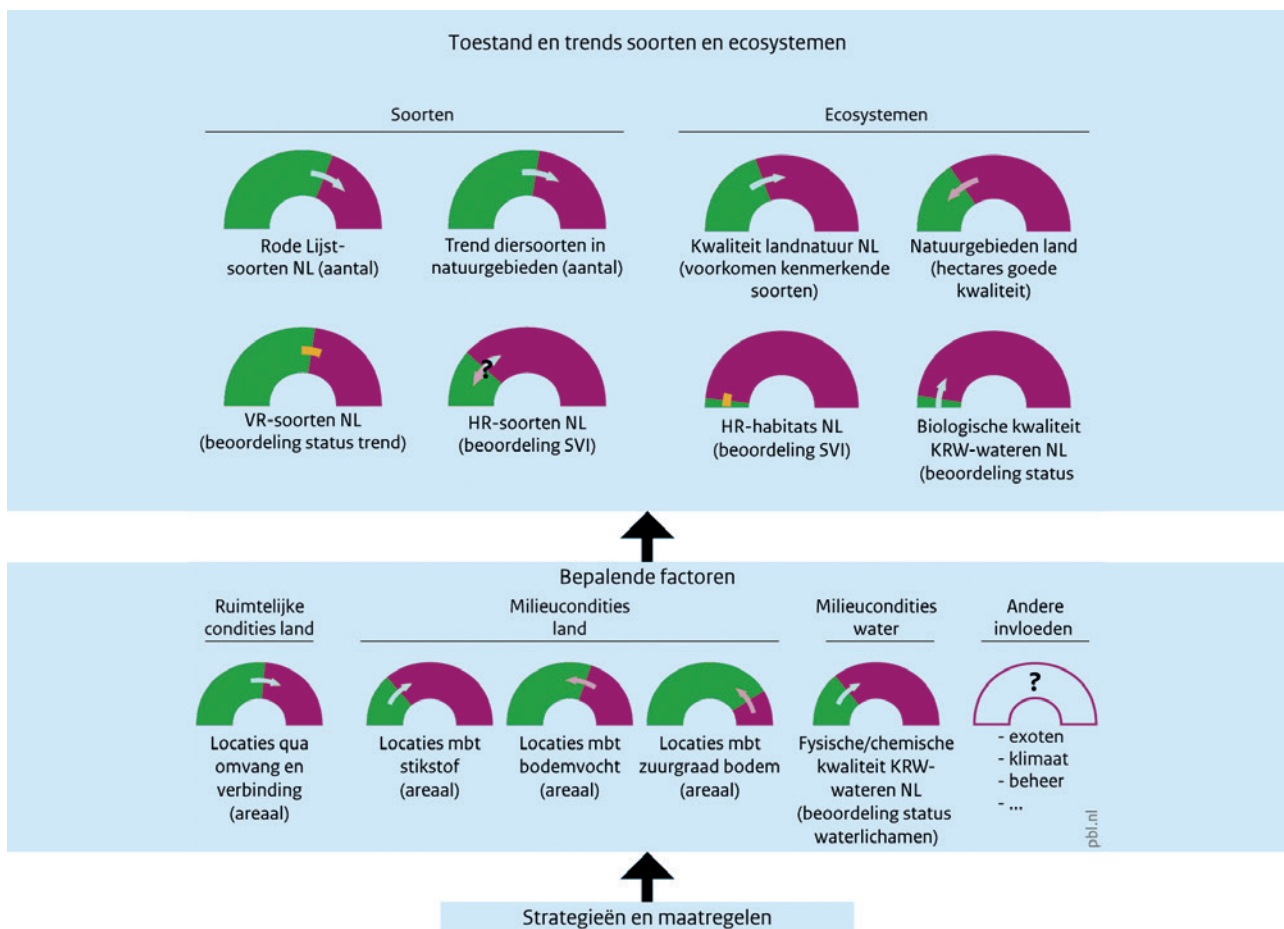 Toestand en trends soorten en ecosystemen
Soorten
Ecosystemen
Rode Lijst-
soorten NL (aantal)
Trend diersoorten in
natuurgebieden (aantal)
Kwaliteit landnatuur NL
(voorkomen kenmerkende
soorten)
Natuurgebieden land
(hectares goede
kwaliteit)
VR-soorten NL
(beoordeling status trend)
?
HR-soorten NL
(beoordeling SVI)
HR-habitats NL
(beoordeling SVI)
Biologische kwaliteit
KRW-wateren NL
(beoordeling status
Bepalende factoren
Ruimtelijke
condities land
Milieucondities
land
Milieucondities
water
Andere
invloeden
Locaties qua
omvang en
verbinding
(areaal)
Locaties mbt
stikstof
(areaal)
Locaties mbt
bodemvocht
(areaal)
Locaties mbt
zuurgraad bodem
(areaal)
Fysische/chemische
kwaliteit KRW-
wateren NL
(beoordeling status
waterlichamen)
?
- exoten
- klimaat
- beheer
- ...
pbl.nl
Strategieën en maatregelen